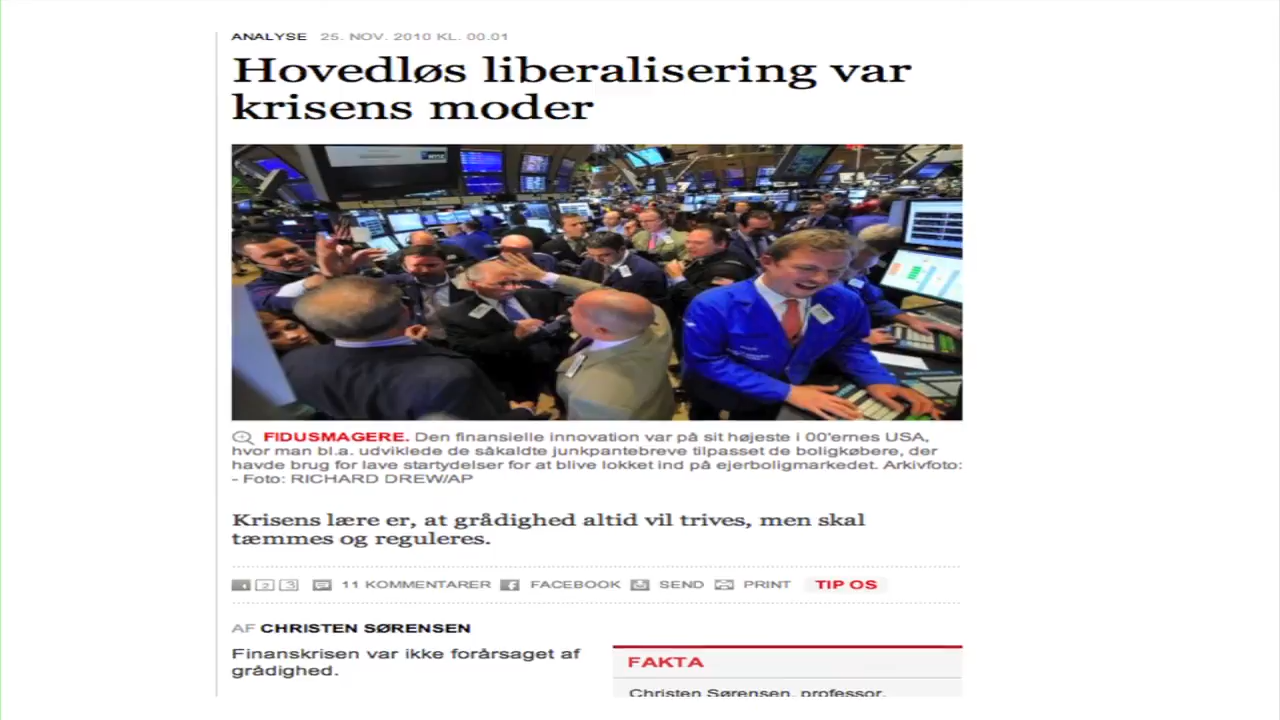 ANALYSE 25. NOV. 2010 KL. 00.01
Hovedløs liberalisering var
krisens moder
FIDUSMAGERE. Den finansielle innovation var på sit højeste i 00'ernes USA,
hvor man bl.a. udviklede de såkaldte junkpantebreve tilpasset de boligkøbere, der
havde brug for lave startydelser for at blive lokket ind på ejerboligmarkedet. Arkivfoto:
- Foto: RICHARD DREW/AP
Krisens lære er, at grådighed altid vil trives, men skal
tæmmes og reguleres.
1 2 3 11 KOMMENTARER FACEBOOK SEND PRINT TIP OS
AF CHRISTEN SØRENSEN
Finanskrisen var ikke forårsaget af
grådighed.
FAKTA
Christen Sørensen, professor.